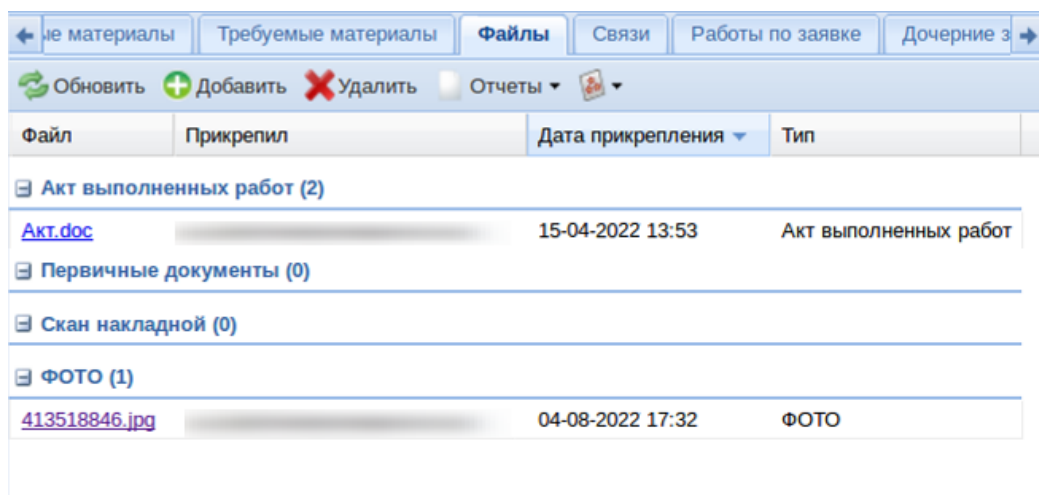 ые материалы Требуемые материалы Файлы Связи Работы по заявке Дочерние з
Обновить Добавить Удалить Отчеты
Файл Прикрепил Дата прикрепления Тип
Акт выполненных работ (2)
Акт.doc 15-04-2022 13:53 Акт выполненных работ
Первичные документы (0)
Скан накладной (0)
ФОТО (1)
413518846.jpg 04-08-2022 17:32 ФОТО